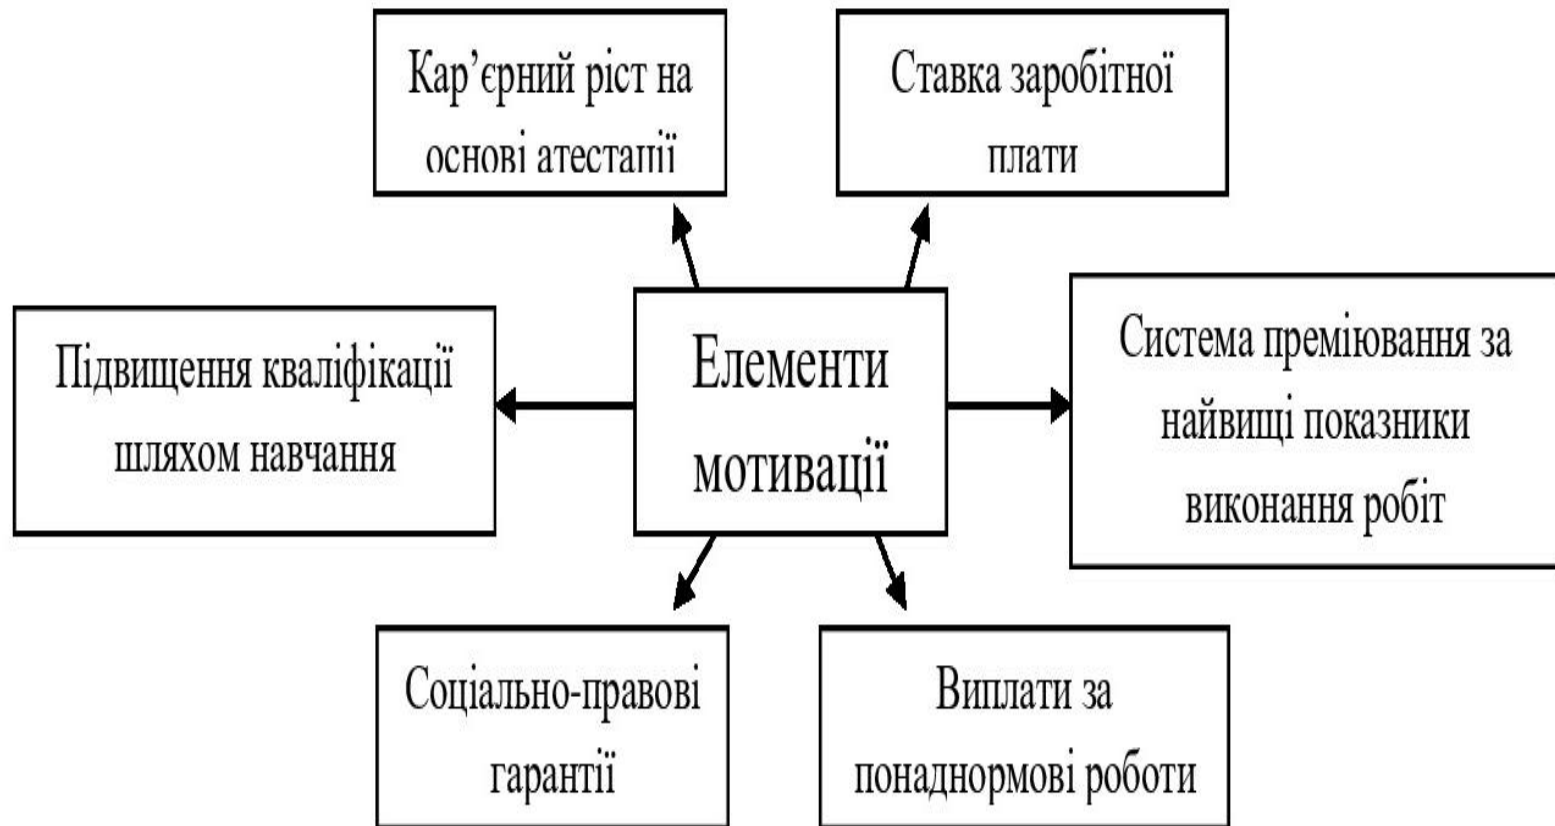 Кар’єрний ріст на
основі атестації
Ставка заробітної
плати
Підвищення кваліфікації
шляхом навчання
Елементи
мотивації
Система преміювання за
найвищі показники
виконання робіт
Соціально-правові
гарантії
Виплати за
понаднормові роботи